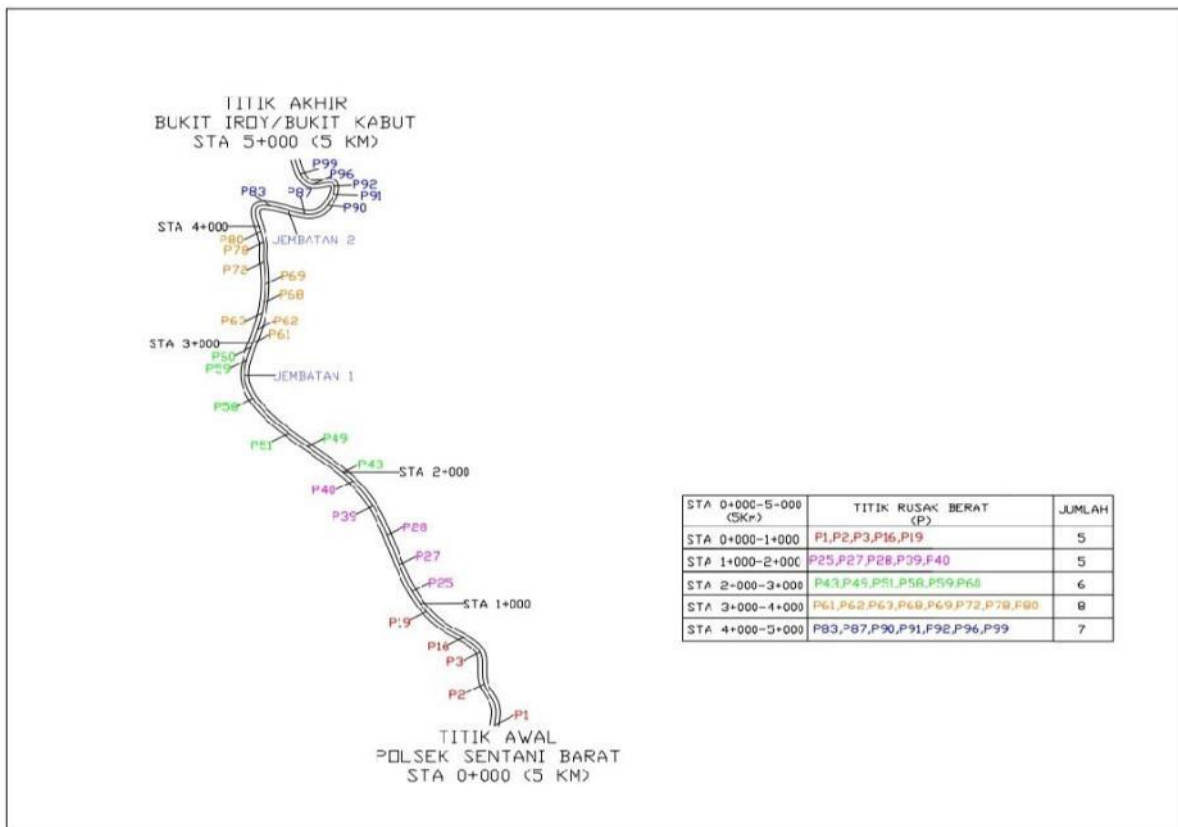 TITIK AKHIR
BUKIT IROY/BUKIT KABUT
STA 5+000 (5 KM)
P99
P96
P92
P91
P90
P87
P83
STA 4+000
JEMBATAN 2
P80
P78
P72
P69
P68
P63
P62
P61
STA 3+000
P60
P59
JEMBATAN 1
P58
P51
P49
P43
STA 2+000
P40
P39
P28
P27
P25
STA 1+000
P19
P16
P3
P2
P1
TITIK AWAL
POLSEK SENTANI BARAT
STA 0+000 (5 KM)
STA 0+000-5-000 TITIK RUSAK BERAT JUMLAH
(5Km) (P)
STA 0+000-1+000 P1,P2,P3,P16,P19 5
STA 1+000-2+000 P25,P27,P28,P39,P40 5
STA 2+000-3+000 P43,P49,P51,P58,P59,P60 6
STA 3+000-4+000 P61,P62,P63,P68,P69,P72,P78,P80 8
STA 4+000-5+000 P83,P87,P90,P91,P92,P96,P99 7